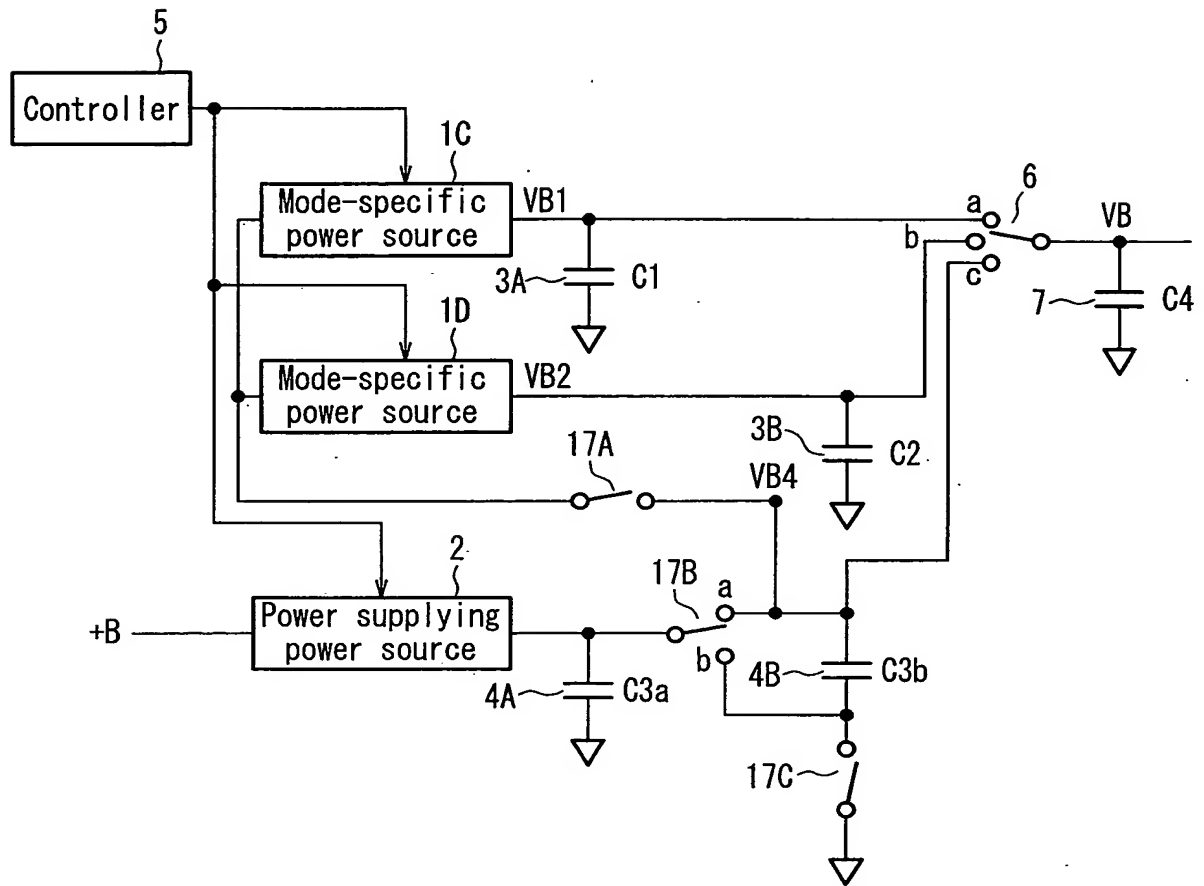 5
Controller
1C
Mode-specific
power source
VB1
3A
C1
a
b
c
6
VB
7
C4
1D
Mode-specific
power source
VB2
3B
C2
17A
VB4
2
+B
Power supplying
power source
17B
a
b
4A
C3a
4B
C3b
17C